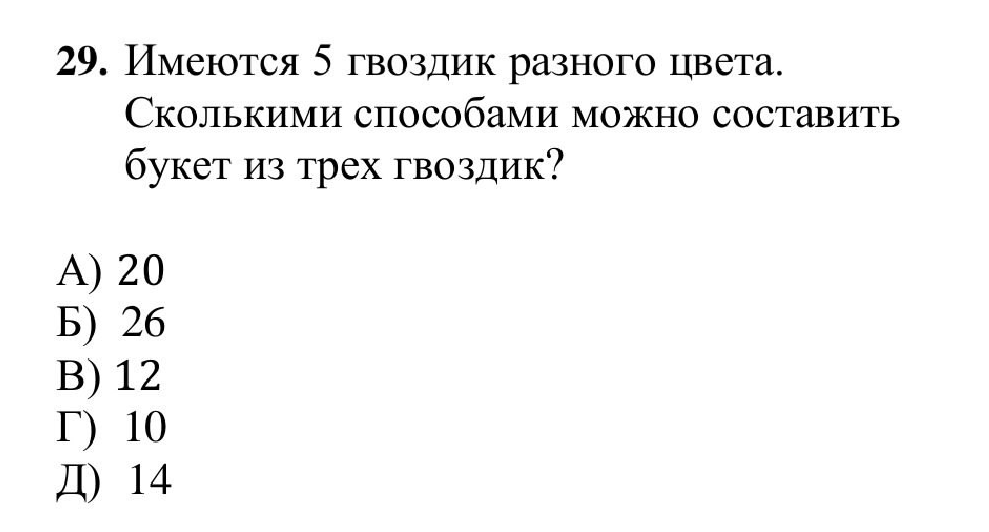 29. Имеются 5 гвоздик разного цвета.
Сколькими способами можно составить
букет из трех гвоздик?
А) 20
Б) 26
В) 12
Г) 10
Д) 14